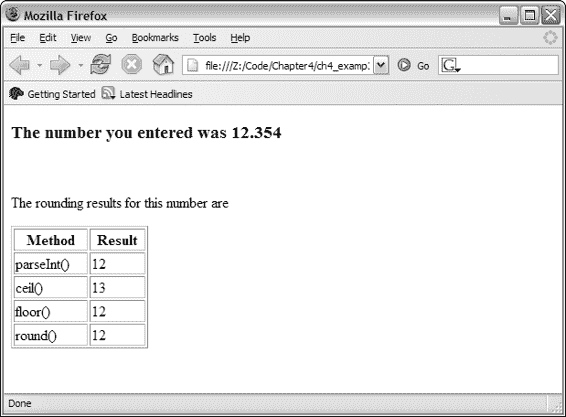 Mozilla Firefox
File Edit View Go Bookmarks Tools Help
file:///Z:/Code/Chapter4/ch4_examp Go G
Getting Started Latest Headlines
The number you entered was 12.354
The rounding results for this number are
Method Result
parseInt() 12
ceil() 13
floor() 12
round() 12
Done